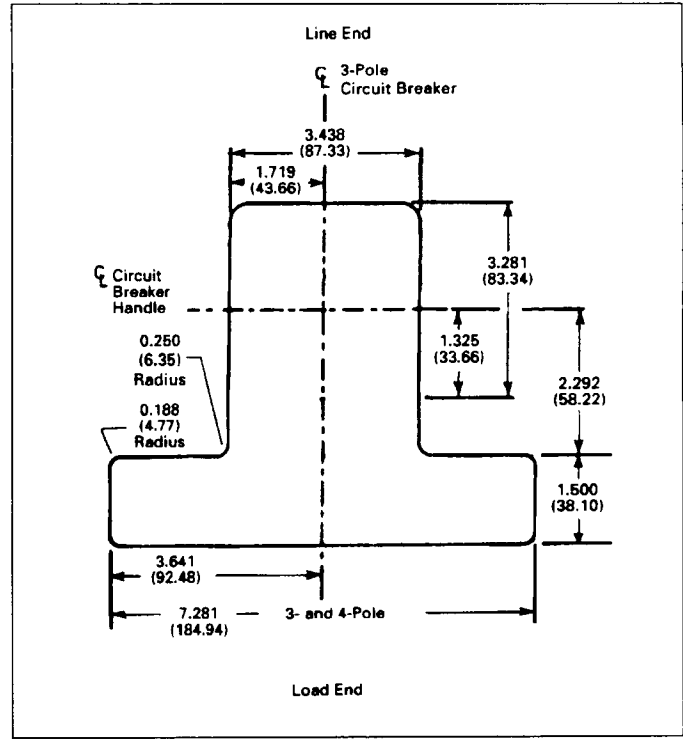 Line End
℄ 3-Pole
Circuit Breaker
3.438
(87.33)
1.719
(43.66)
3.281
(83.34)
℄ Circuit
Breaker
Handle
0.250
(6.35)
Radius
1.325
(33.66)
2.292
(58.22)
0.188
(4.77)
Radius
1.500
(38.10)
3.641
(92.48)
7.281
(184.94)
3- and 4-Pole
Load End